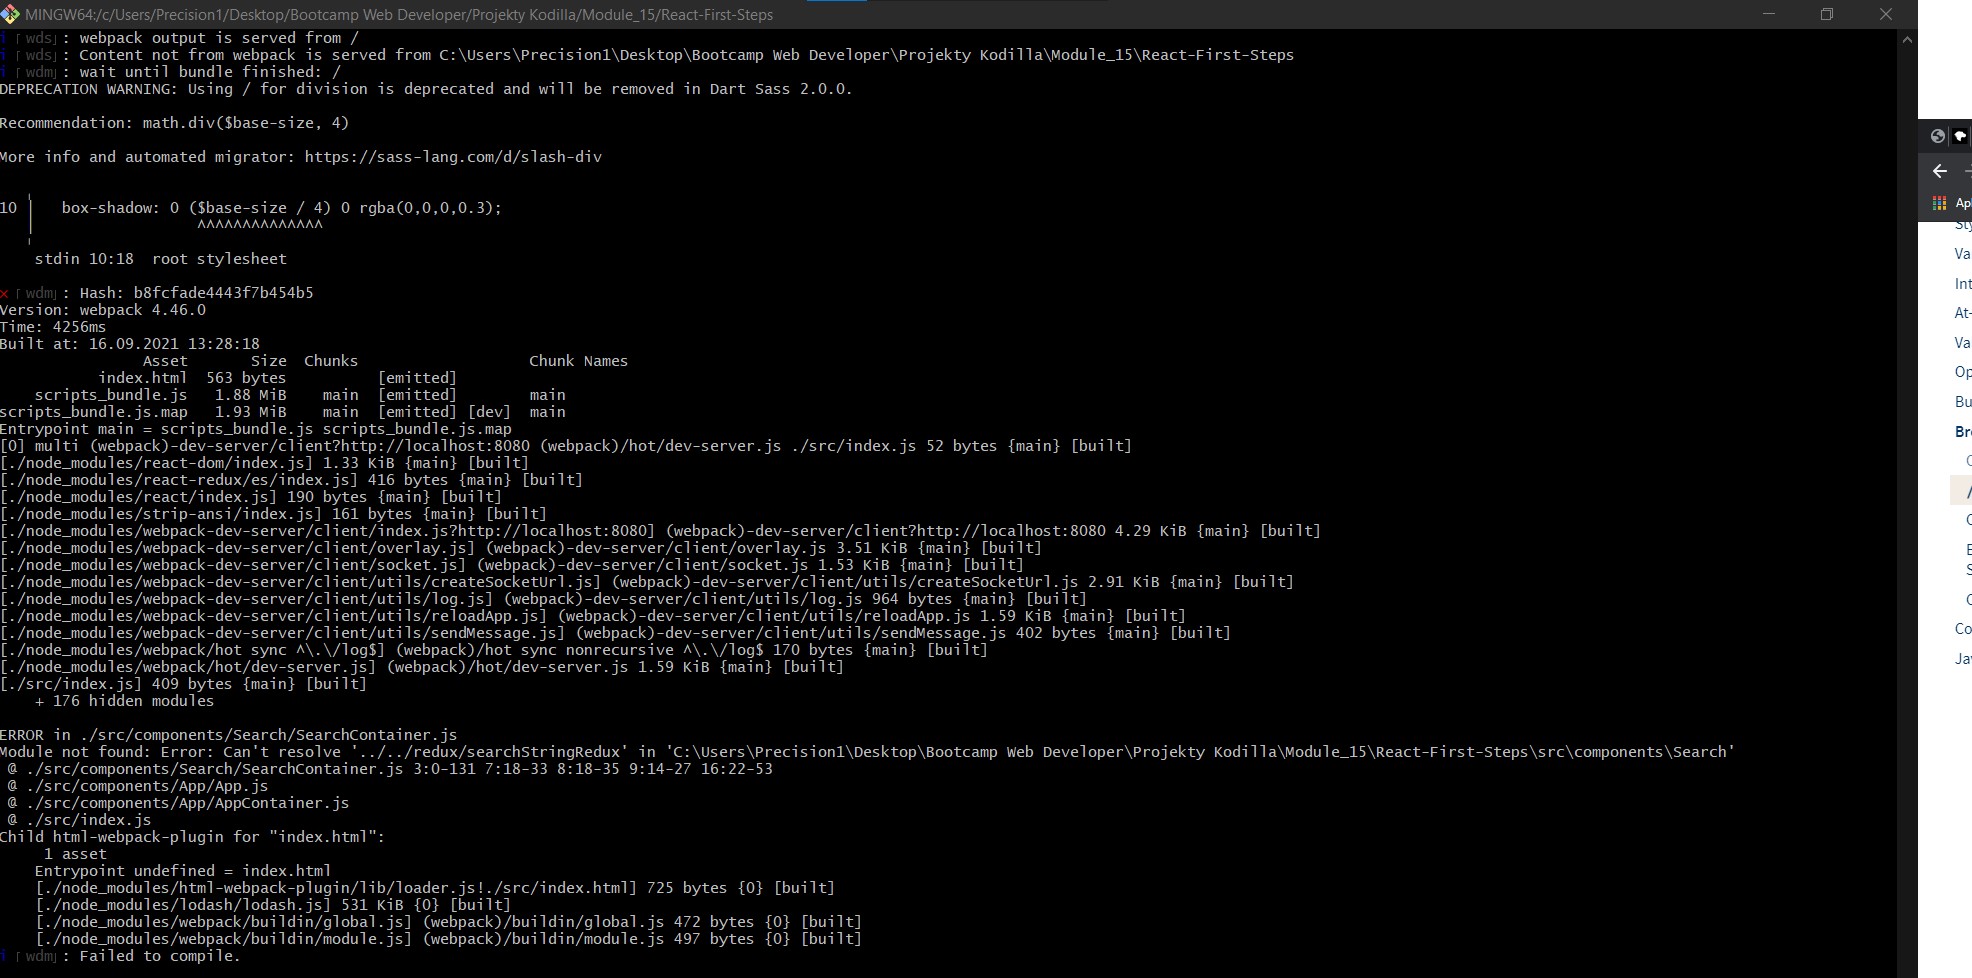 MINGW64:/c/Users/Precision1/Desktop/Bootcamp Web Developer/Projekty Kodilla/Module_15/React-First-Steps
i ｢wds｣: webpack output is served from /
i ｢wds｣: Content not from webpack is served from C:\Users\Precision1\Desktop\Bootcamp Web Developer\Projekty Kodilla\Module_15\React-First-Steps
i ｢wdm｣: wait until bundle finished: /
DEPRECATION WARNING: Using / for division is deprecated and will be removed in Dart Sass 2.0.0.
Recommendation: math.div($base-size, 4)
More info and automated migrator: https://sass-lang.com/d/slash-div
10 │   box-shadow: 0 ($base-size / 4) 0 rgba(0,0,0,0.3);
^^^^^^^^^^^^^^
stdin 10:18  root stylesheet
× ｢wdm｣: Hash: b8fcfade4443f7b454b5
Version: webpack 4.46.0
Time: 4256ms
Built at: 16.09.2021 13:28:18
Asset       Size  Chunks                   Chunk Names
index.html  563 bytes          [emitted]
scripts_bundle.js   1.88 MiB    main  [emitted]        main
scripts_bundle.js.map   1.93 MiB    main  [emitted] [dev]  main
Entrypoint main = scripts_bundle.js scripts_bundle.js.map
[0] multi (webpack)-dev-server/client?http://localhost:8080 (webpack)/hot/dev-server.js ./src/index.js 52 bytes {main} [built]
[./node_modules/react-dom/index.js] 1.33 KiB {main} [built]
[./node_modules/react-redux/es/index.js] 416 bytes {main} [built]
[./node_modules/react/index.js] 190 bytes {main} [built]
[./node_modules/strip-ansi/index.js] 161 bytes {main} [built]
[./node_modules/webpack-dev-server/client/index.js?http://localhost:8080] (webpack)-dev-server/client?http://localhost:8080 4.29 KiB {main} [built]
[./node_modules/webpack-dev-server/client/overlay.js] (webpack)-dev-server/client/overlay.js 3.51 KiB {main} [built]
[./node_modules/webpack-dev-server/client/socket.js] (webpack)-dev-server/client/socket.js 1.53 KiB {main} [built]
[./node_modules/webpack-dev-server/client/utils/createSocketUrl.js] (webpack)-dev-server/client/utils/createSocketUrl.js 2.91 KiB {main} [built]
[./node_modules/webpack-dev-server/client/utils/log.js] (webpack)-dev-server/client/utils/log.js 964 bytes {main} [built]
[./node_modules/webpack-dev-server/client/utils/reloadApp.js] (webpack)-dev-server/client/utils/reloadApp.js 1.59 KiB {main} [built]
[./node_modules/webpack-dev-server/client/utils/sendMessage.js] (webpack)-dev-server/client/utils/sendMessage.js 402 bytes {main} [built]
[./node_modules/webpack/hot sync ^\.\/log$] (webpack)/hot sync nonrecursive ^\.\/log$ 170 bytes {main} [built]
[./node_modules/webpack/hot/dev-server.js] (webpack)/hot/dev-server.js 1.59 KiB {main} [built]
[./src/index.js] 409 bytes {main} [built]
+ 176 hidden modules
ERROR in ./src/components/Search/SearchContainer.js
Module not found: Error: Can't resolve '../../redux/searchStringRedux' in 'C:\Users\Precision1\Desktop\Bootcamp Web Developer\Projekty Kodilla\Module_15\React-First-Steps\src\components\Search'
@ ./src/components/Search/SearchContainer.js 3:0-131 7:18-33 8:18-35 9:14-27 16:22-53
@ ./src/components/App/App.js
@ ./src/components/App/AppContainer.js
@ ./src/index.js
Child html-webpack-plugin for "index.html":
1 asset
Entrypoint undefined = index.html
[./node_modules/html-webpack-plugin/lib/loader.js!./src/index.html] 725 bytes {0} [built]
[./node_modules/lodash/lodash.js] 531 KiB {0} [built]
[./node_modules/webpack/buildin/global.js] (webpack)/buildin/global.js 472 bytes {0} [built]
[./node_modules/webpack/buildin/module.js] (webpack)/buildin/module.js 497 bytes {0} [built]
i ｢wdm｣: Failed to compile.
Ap
Sty
Va
Int
At-
Va
Op
Bu
Bre
/
Co
Jav